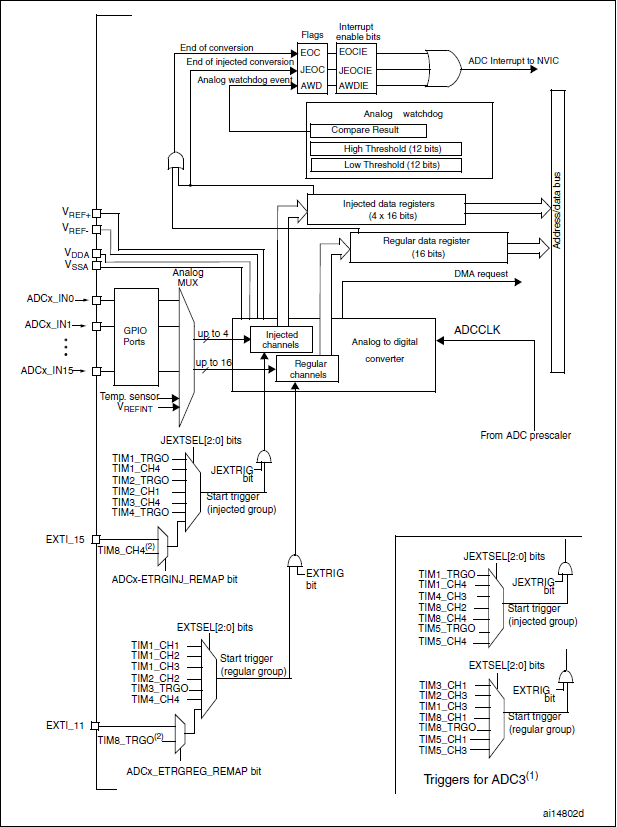 Flags
Interrupt
enable bits
End of conversion
EOC
EOCIE
End of injected conversion
JEOC
JEOCIE
ADC Interrupt to NVIC
Analog watchdog event
AWD
AWDIE
Analog watchdog
Compare Result
High Threshold (12 bits)
Low Threshold (12 bits)
Address/data bus
Injected data registers
(4 x 16 bits)
Regular data register
(16 bits)
VREF+
VREF-
VDDA
VSSA
DMA request
Analog
MUX
ADCx_IN0
ADCx_IN1
ADCx_IN15
GPIO
Ports
up to 4
up to 16
Injected
channels
Regular
channels
Analog to digital
converter
ADCCLK
Temp. sensor
VREFINT
From ADC prescaler
JEXTSEL[2:0] bits
TIM1_TRGO
TIM1_CH4
TIM2_TRGO
TIM2_CH1
TIM3_CH4
TIM4_TRGO
JEXTRIG
bit
Start trigger
(injected group)
EXTI_15
TIM8_CH4(2)
ADCx-ETRGINJ_REMAP bit
EXTRIG
bit
EXTSEL[2:0] bits
TIM1_CH1
TIM1_CH2
TIM1_CH3
TIM2_CH2
TIM3_TRGO
TIM4_CH4
Start trigger
(regular group)
EXTI_11
TIM8_TRGO(2)
ADCx_ETRGREG_REMAP bit
JEXTSEL[2:0] bits
TIM1_TRGO
TIM1_CH4
TIM4_CH3
TIM8_CH2
TIM8_CH4
TIM5_TRGO
TIM5_CH4
JEXTRIG
bit
Start trigger
(injected group)
EXTSEL[2:0] bits
TIM3_CH1
TIM2_CH3
TIM1_CH3
TIM8_CH1
TIM8_TRGO
TIM5_CH1
TIM5_CH3
EXTRIG
bit
Start trigger
(regular group)
Triggers for ADC3(1)
ai14802d